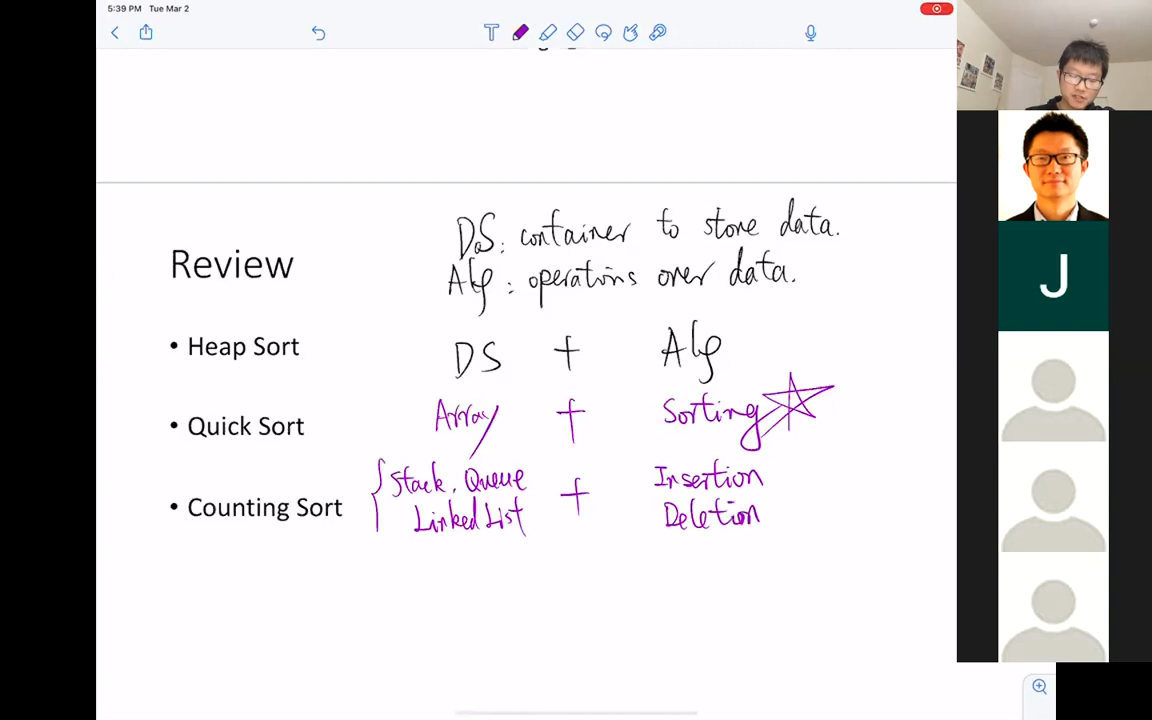 5:39 PM Tue Mar 2
T
DS: container to store data.
Review
Alg: operations over data.
• Heap Sort DS + Alg
• Quick Sort Array + Sorting
Stack, Queue + Insertion
• Counting Sort Linked List Deletion
J